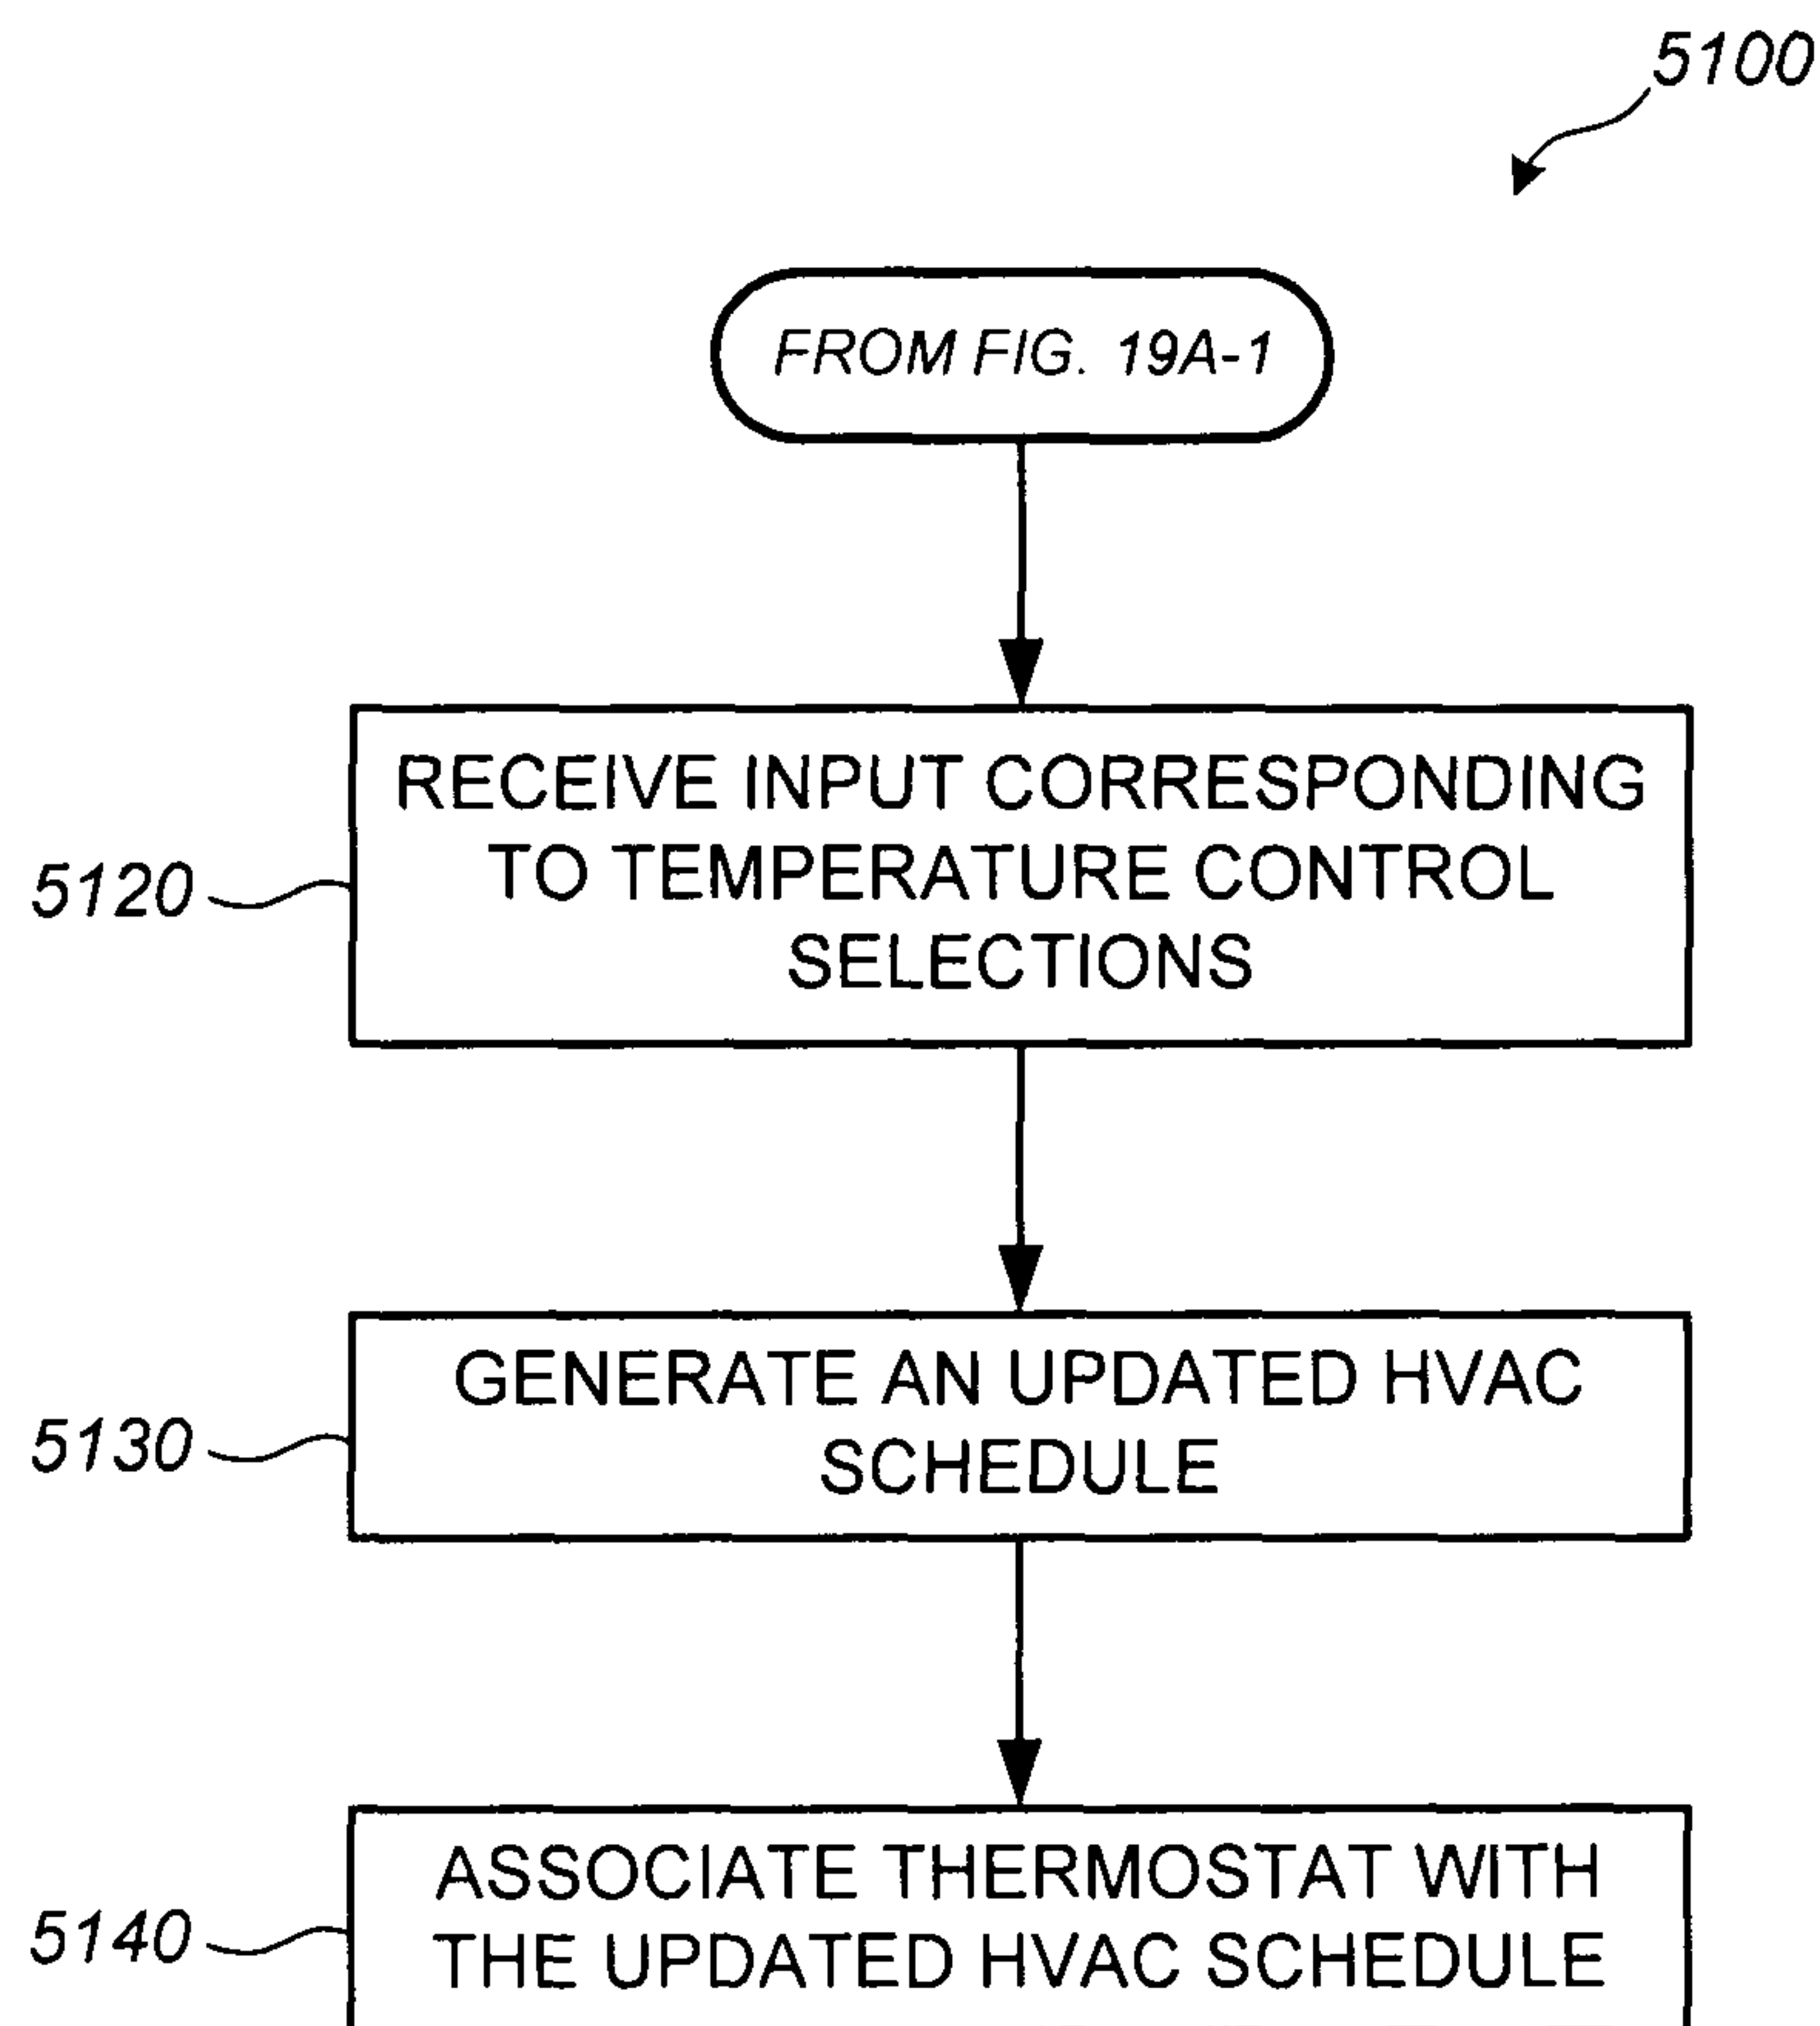 5100
FROM FIG. 19A-1
RECEIVE INPUT CORRESPONDING
TO TEMPERATURE CONTROL
SELECTIONS
5120
GENERATE AN UPDATED HVAC
SCHEDULE
5130
ASSOCIATE THERMOSTAT WITH
THE UPDATED HVAC SCHEDULE
5140